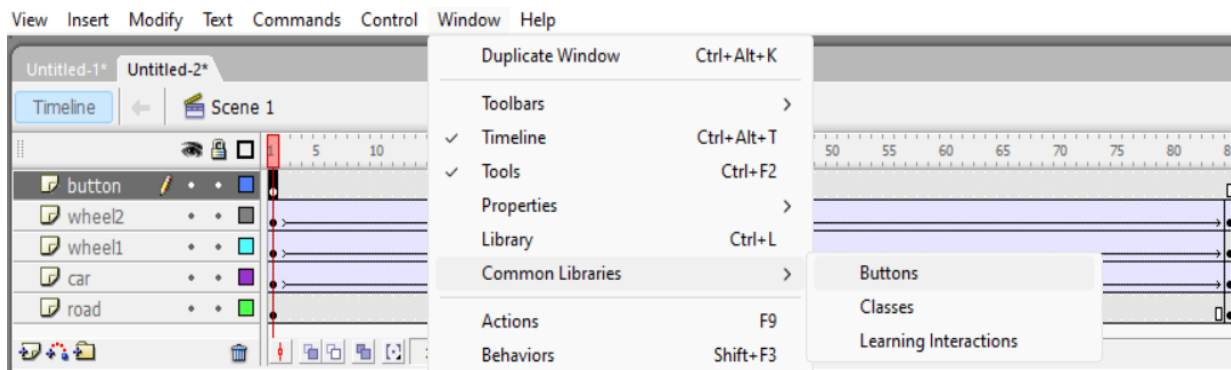 View Insert Modify Text Commands Control Window Help
Untitled-1* Untitled-2*
Timeline Scene 1
1 5 10 50 55 60 65 70 75 80 8
button
wheel2
wheel1
car
road
Duplicate Window Ctrl+Alt+K
Toolbars
Timeline Ctrl+Alt+T
Tools Ctrl+F2
Properties
Library Ctrl+L
Common Libraries
Actions F9
Behaviors Shift+F3
Buttons
Classes
Learning Interactions